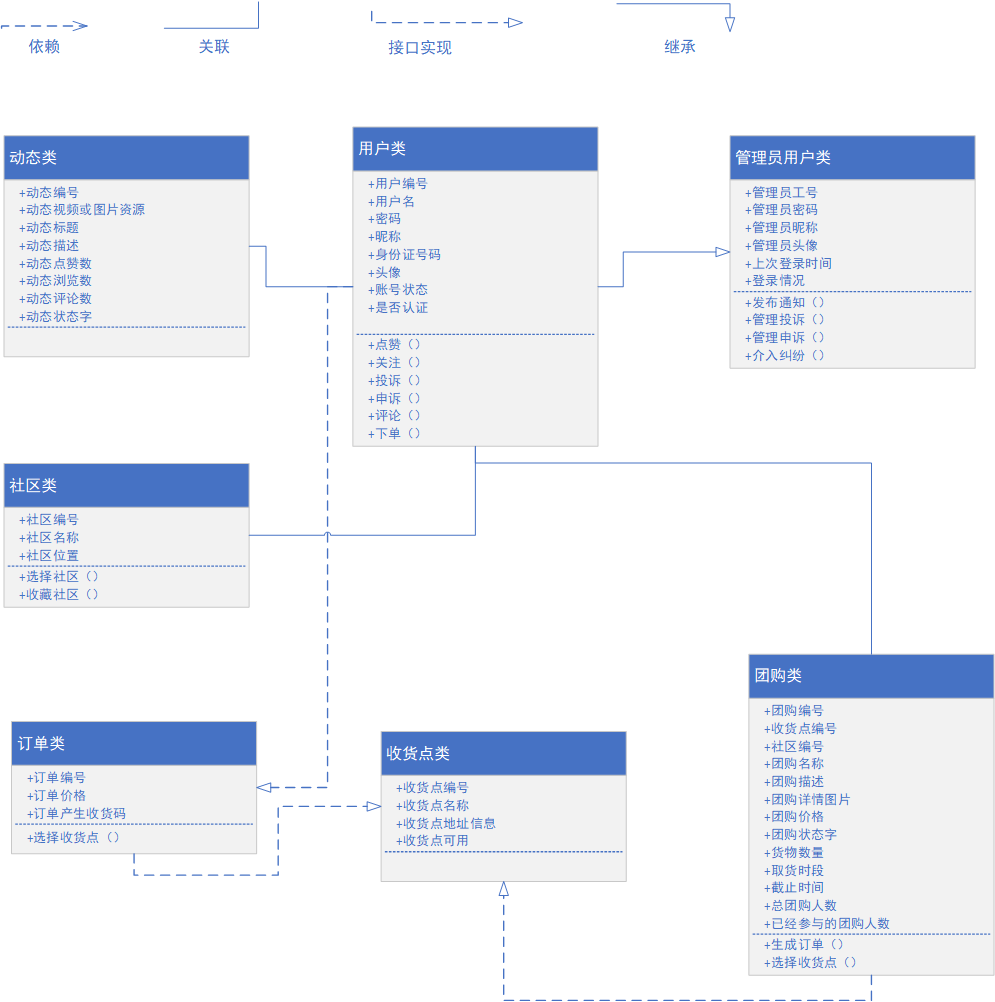 依赖
关联
接口实现
继承
动态类
+动态编号
+动态视频或图片资源
+动态标题
+动态描述
+动态点赞数
+动态浏览数
+动态评论数
+动态状态字
用户类
+用户编号
+用户名
+密码
+昵称
+身份证号码
+头像
+账号状态
+是否认证
+点赞（）
+关注（）
+投诉（）
+申诉（）
+评论（）
+下单（）
管理员用户类
+管理员工号
+管理员密码
+管理员昵称
+管理员头像
+上次登录时间
+登录情况
+发布通知（）
+管理投诉（）
+管理申诉（）
+介入纠纷（）
社区类
+社区编号
+社区名称
+社区位置
+选择社区（）
+收藏社区（）
订单类
+订单编号
+订单价格
+订单产生收货码
+选择收货点（）
收货点类
+收货点编号
+收货点名称
+收货点地址信息
+收货点可用
团购类
+团购编号
+收货点编号
+社区编号
+团购名称
+团购描述
+团购详情图片
+团购价格
+团购状态字
+货物数量
+取货时段
+截止时间
+总团购人数
+已经参与的团购人数
+生成订单（）
+选择收货点（）